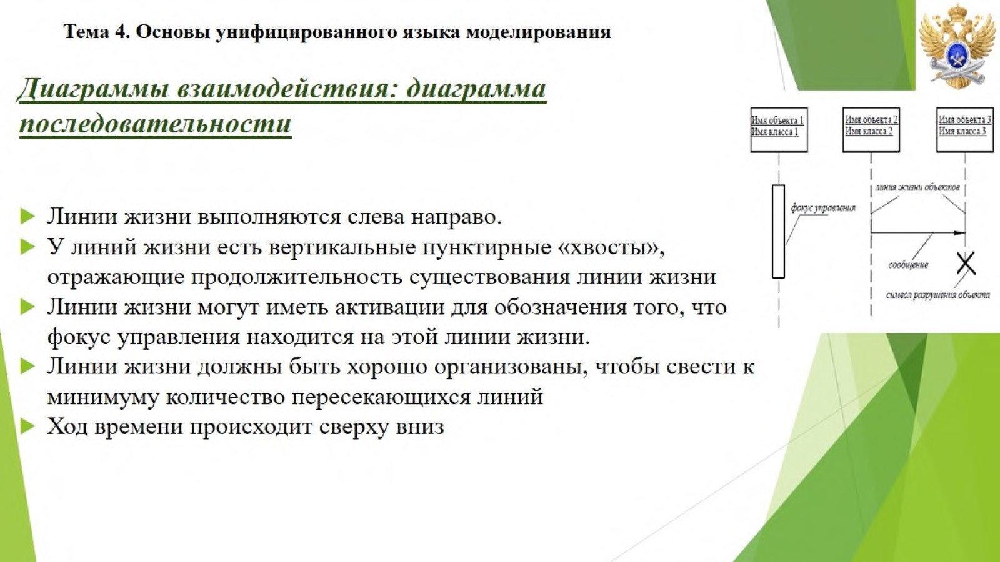 Тема 4. Основы унифицированного языка моделирования
Диаграммы взаимодействия: диаграмма
последовательности
Линии жизни выполняются слева направо.
У линий жизни есть вертикальные пунктирные «хвосты»,
отражающие продолжительность существования линии жизни
Линии жизни могут иметь активации для обозначения того, что
фокус управления находится на этой линии жизни.
Линии жизни должны быть хорошо организованы, чтобы свести к
минимуму количество пересекающихся линий
Ход времени происходит сверху вниз
Имя объекта 1
Имя класса 1
Имя объекта 2
Имя класса 2
Имя объекта 3
Имя класса 3
линия жизни объектов
фокус управления
сообщение
символ разрушения объекта